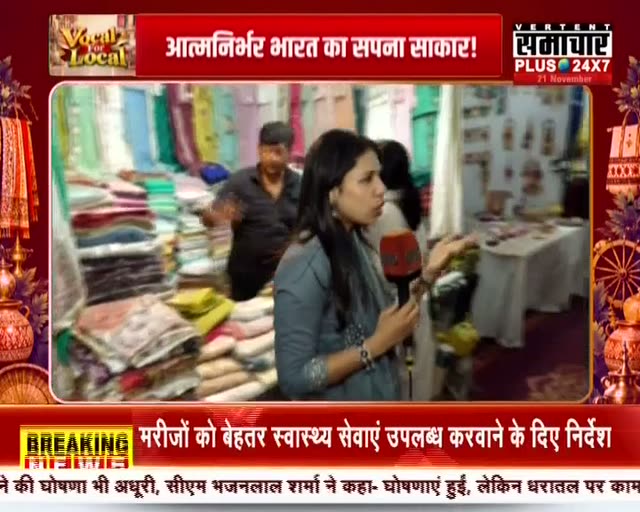 Vocal
For
Local
आत्मनिर्भर भारत का सपना साकार!
VERTENT
समाचार
PLUS 24X7
21 November
BREAKING
NEWS
मरीजों को बेहतर स्वास्थ्य सेवाएं उपलब्ध करवाने के दिए निर्देश
ने की घोषणा भी अधूरी, सीएम भजनलाल शर्मा ने कहा- घोषणाएं हुईं, लेकिन धरातल पर काम